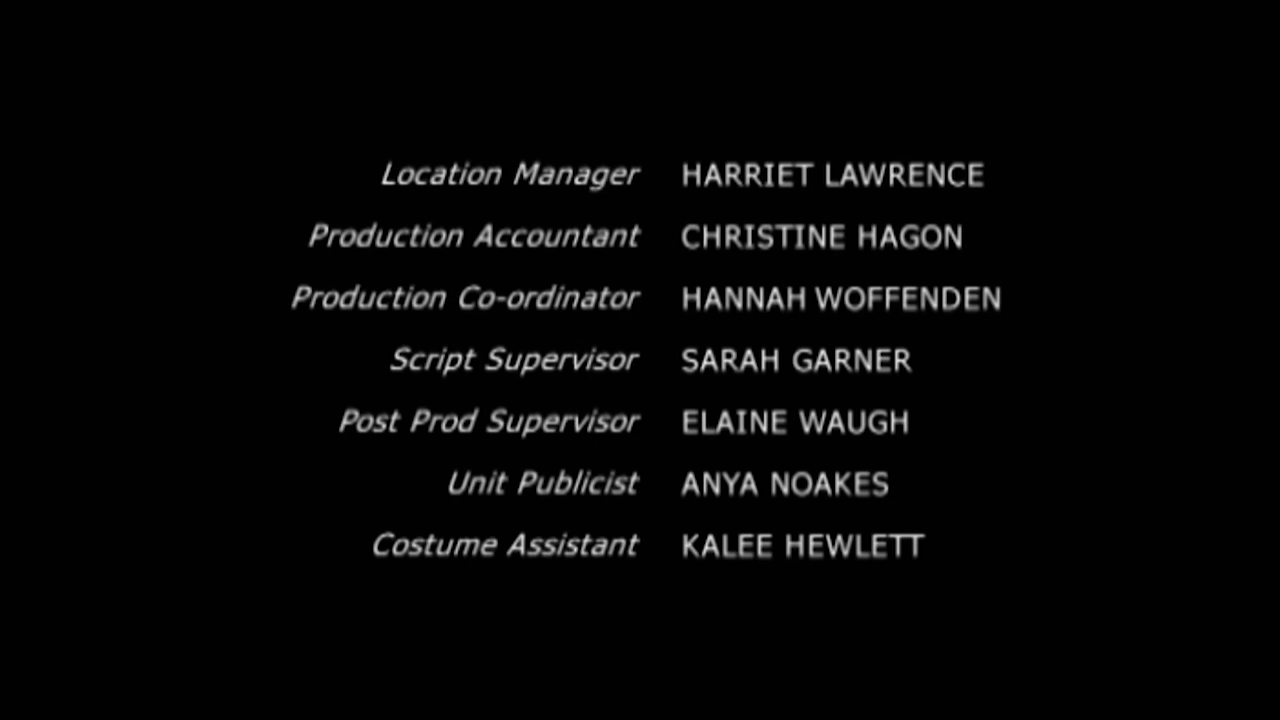 Location Manager HARRIET LAWRENCE
Production Accountant CHRISTINE HAGON
Production Co-ordinator HANNAH WOFFENDEN
Script Supervisor SARAH GARNER
Post Prod Supervisor ELAINE WAUGH
Unit Publicist ANYA NOAKES
Costume Assistant KALEE HEWLETT